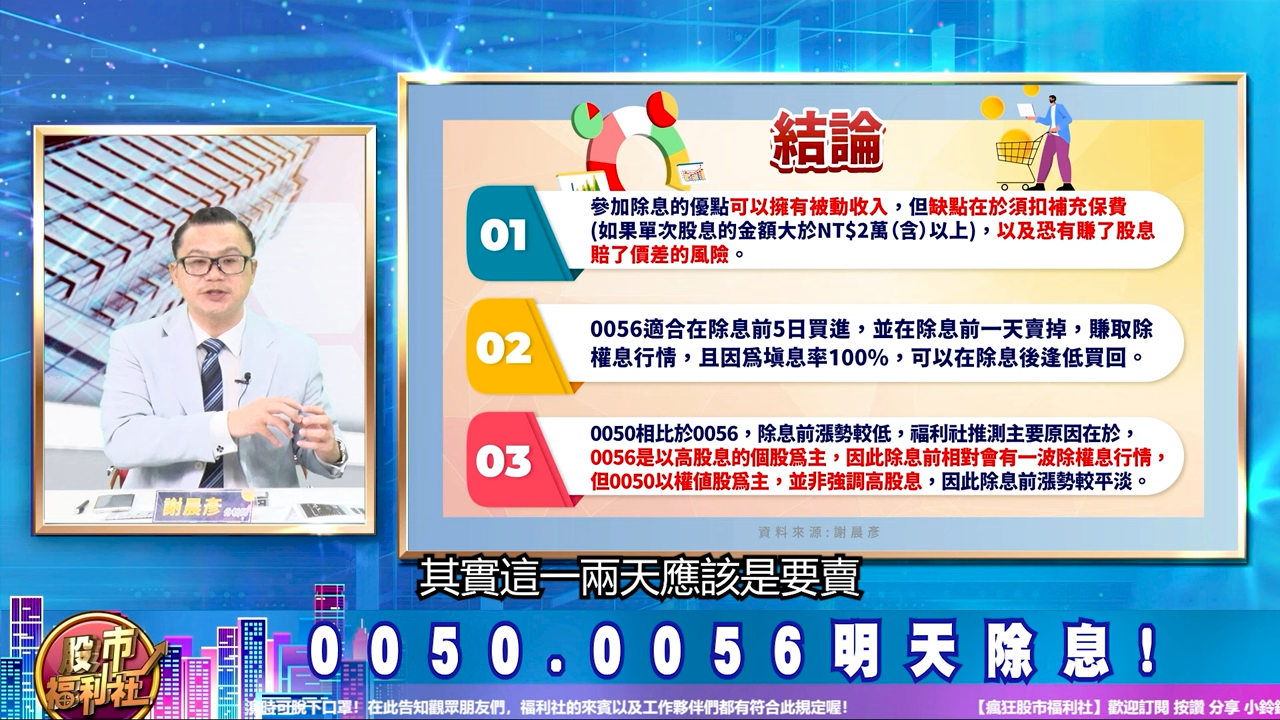 結論
01
參加除息的優點可以擁有被動收入，但缺點在於須扣補充保費
(如果單次股息的金額大於NT$2萬(含)以上)，以及恐有賺了股息
賠了價差的風險。
02
0056適合在除息前5日買進，並在除息前一天賣掉，賺取除
權息行情，且因為填息率100%，可以在除息後逢低買回。
03
0050相比於0056，除息前漲勢較低，福利社推測主要原因在於，
0056是以高股息的個股為主，因此除息前相對會有一波除權息行情，
但0050以權值股為主，並非強調高股息，因此除息前漲勢較平淡。
資料來源:謝晨彥
謝晨彥
其實這一兩天應該是要賣
0050.0056明天除息!
股市
福利社
時可脫下口罩! 在此告知觀眾朋友們，福利社的來賓以及工作夥伴們都有符合此規定喔!
【瘋狂股市福利社】歡迎訂閱 按讚 分享 小鈴